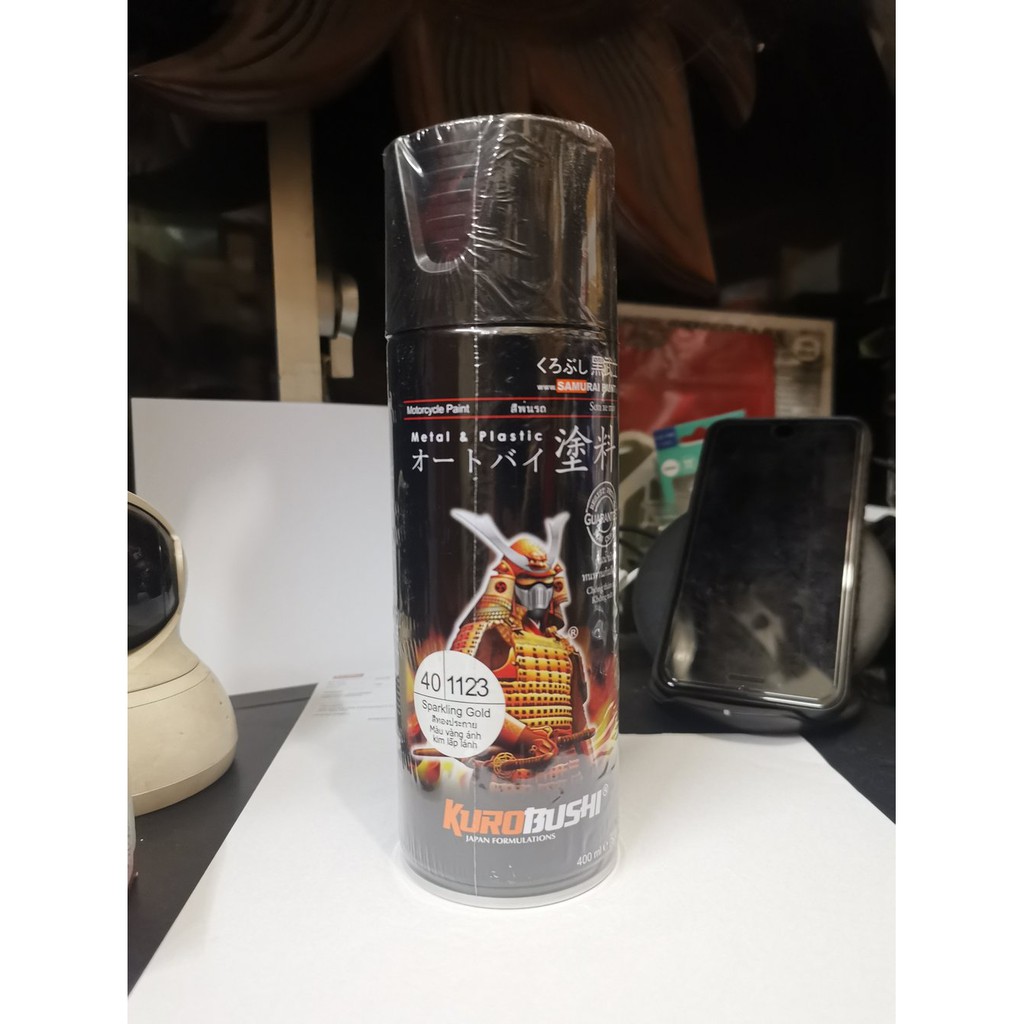 くろぶし 黒武
www.SAMURAI PAINT
Motorcycle Paint สีพ่นรถ
Metal & Plastic
オートバイ 塗料
GUARANTE
40 1123
Sparkling Gold
สีทองประกาย
Màu vàng ánh
kim lấp lánh
®
KUROBUSHI®
JAPAN FORMULATIONS
400 ml